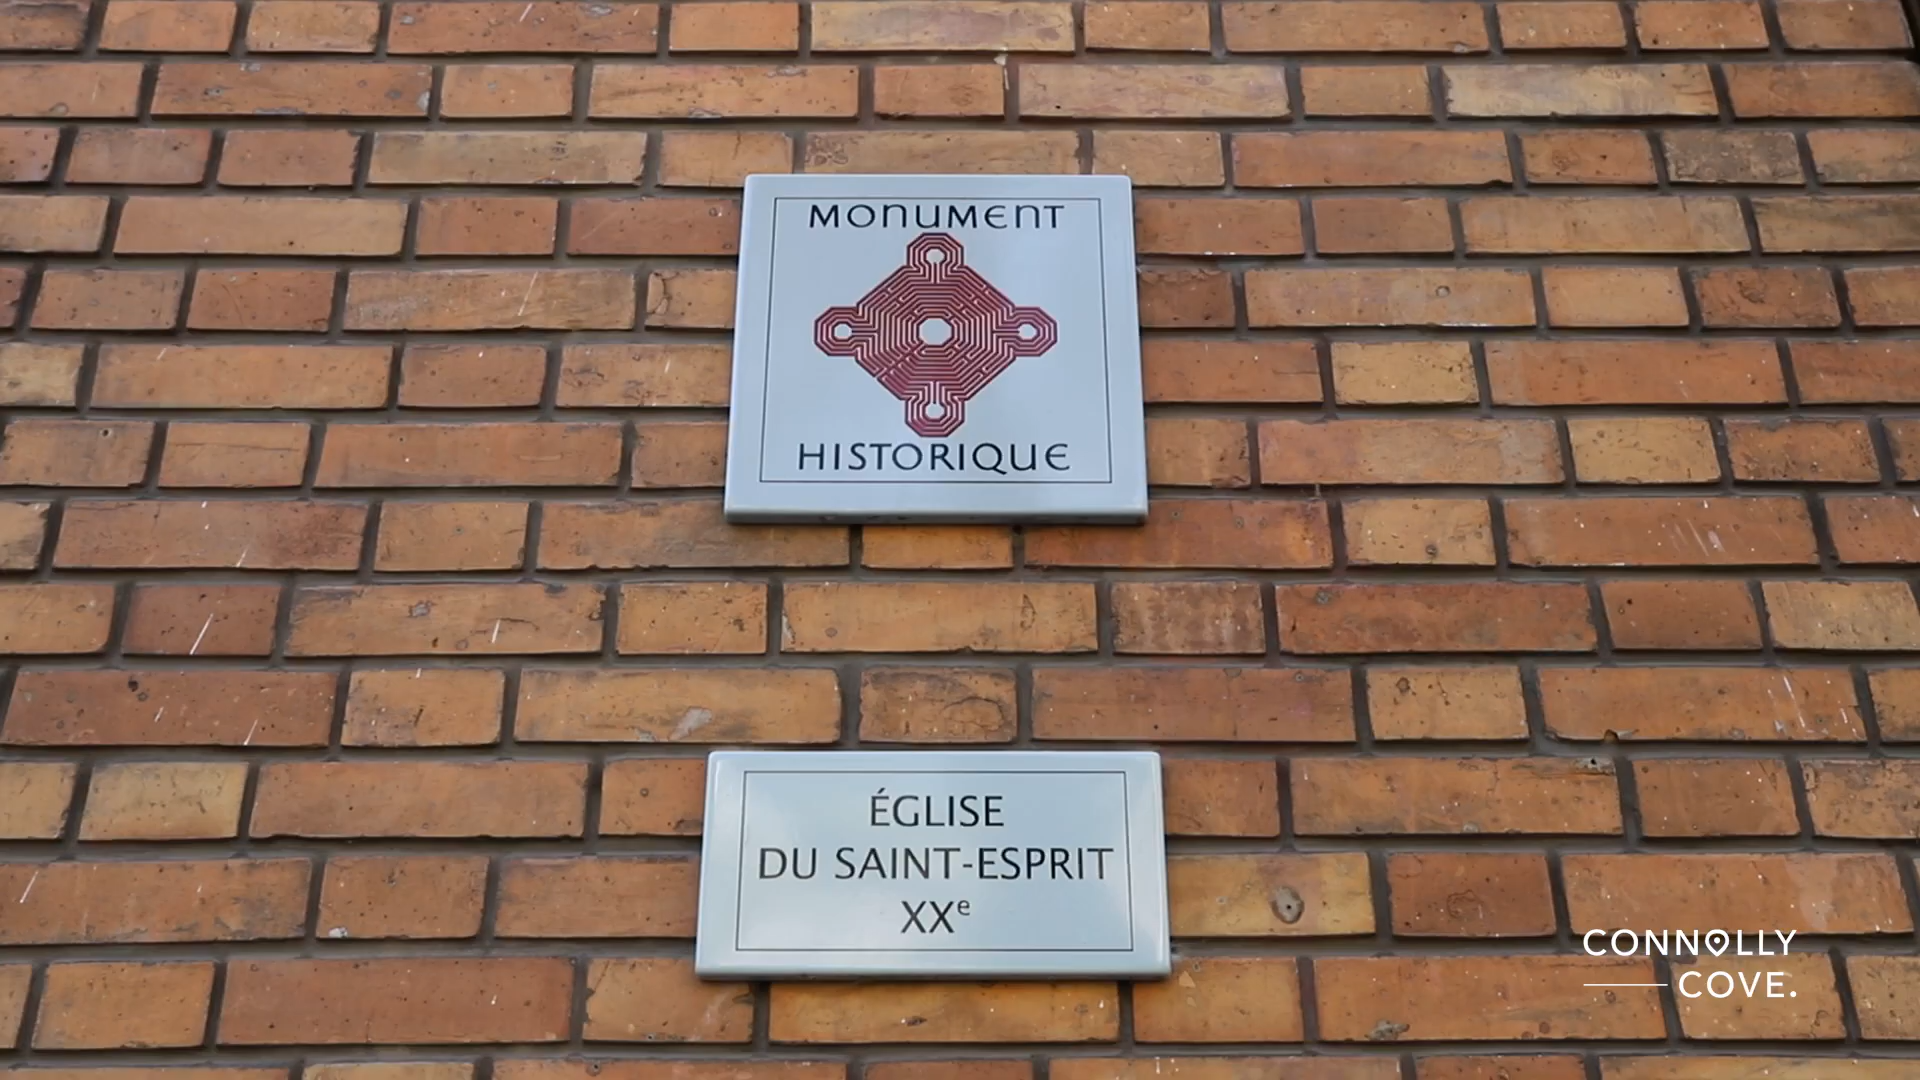 MONUMENT
HISTORIQUE
ÉGLISE
DU SAINT-ESPRIT
XXe
CONNOLLY
COVE.